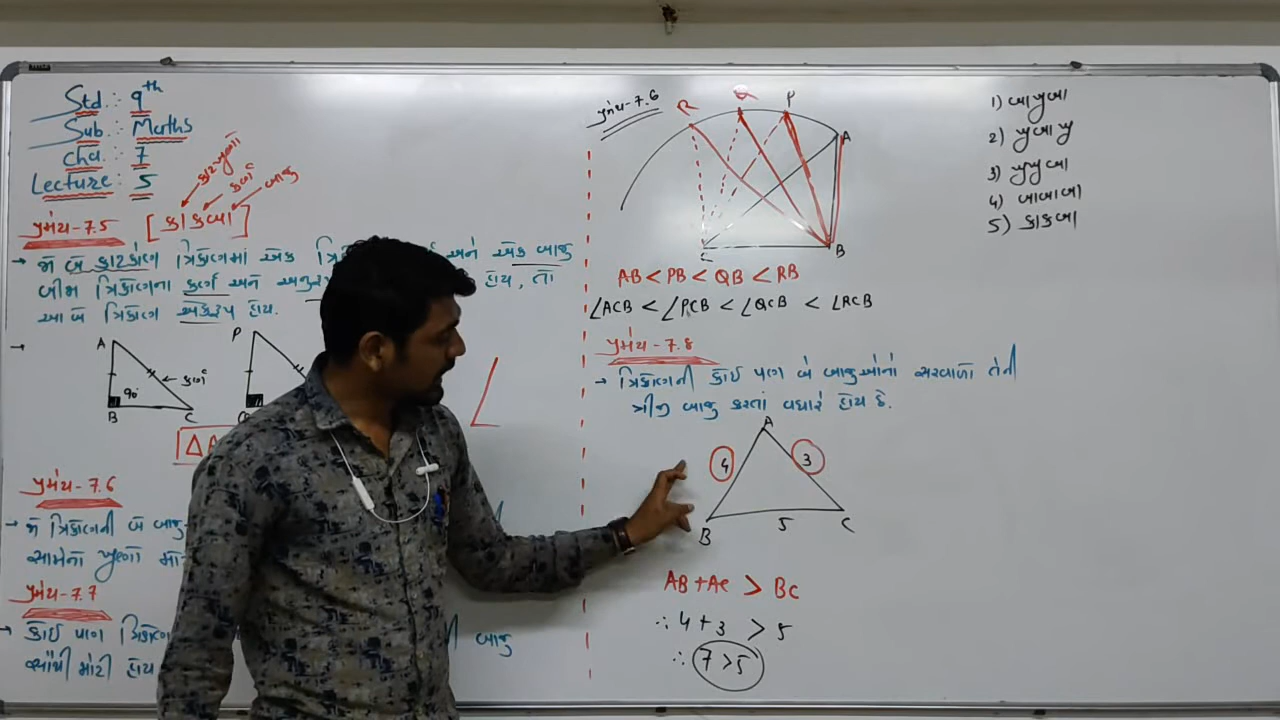 Std. : 9th
Sub. : Maths
cha. : 7
Lecture : 5
કાટખૂણો
કર્ણ
બાજુ
પ્રમેય-7.5 [કાકબા]
→ જો બે કાટકોણ ત્રિકોણમાં એક અને એક બાજુ
બીજા ત્રિકોણના કર્ણ અને હોય, તો
આ બે ત્રિકોણ એકરૂપ હોય.
→
A
90°
કર્ણ
B
C
P
પ્રમેય-7.6
→ જો ત્રિકોણની બે
સામેના ખૂણો
પ્રમેય-7.7
→ કોઈ પણ બાજુ
સૌથી મોટી હોય
પ્રમેય-7.6
R
Q
P
A
C
B
AB < PB < QB < RB
∠ACB < ∠PCB < ∠QCB < ∠RCB
પ્રમેય-7.8
→ ત્રિકોણની કોઈ પણ બે બાજુઓનો સરવાળો તેની
ત્રીજી બાજુ કરતાં વધારે હોય છે.
A
4
3
B
5
C
AB + AC > BC
∴ 4 + 3 > 5
∴ 7 > 5
1) બાખૂબા
2) ખૂબાખૂ
3) ખૂખૂબા
4) બાબાબા
5) કાકબા